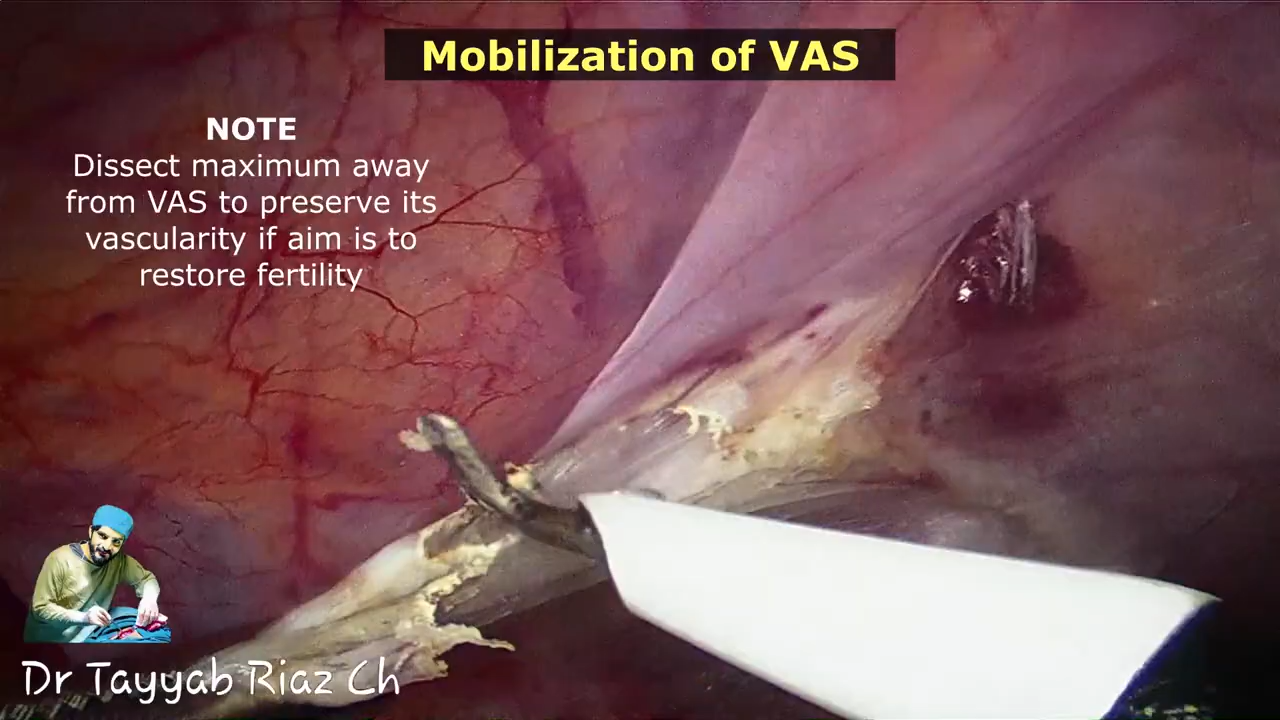 Mobilization of VAS
NOTE
Dissect maximum away
from VAS to preserve its
vascularity if aim is to
restore fertility
Dr Tayyab Riaz Ch